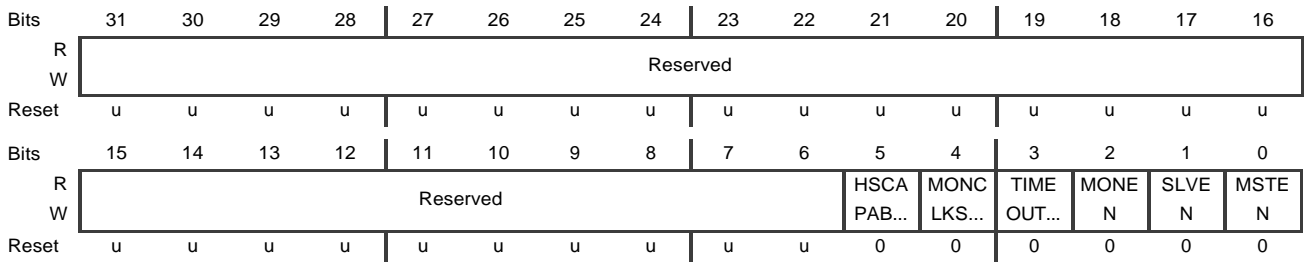 Bits 31 30 29 28 27 26 25 24 23 22 21 20 19 18 17 16
R
Reserved
W
Reset u u u u u u u u u u u u u u u u
Bits 15 14 13 12 11 10 9 8 7 6 5 4 3 2 1 0
R HSCA MONC TIME MONE SLVE MSTE
Reserved
W PAB... LKS... OUT... N N N
Reset u u u u u u u u u u 0 0 0 0 0 0